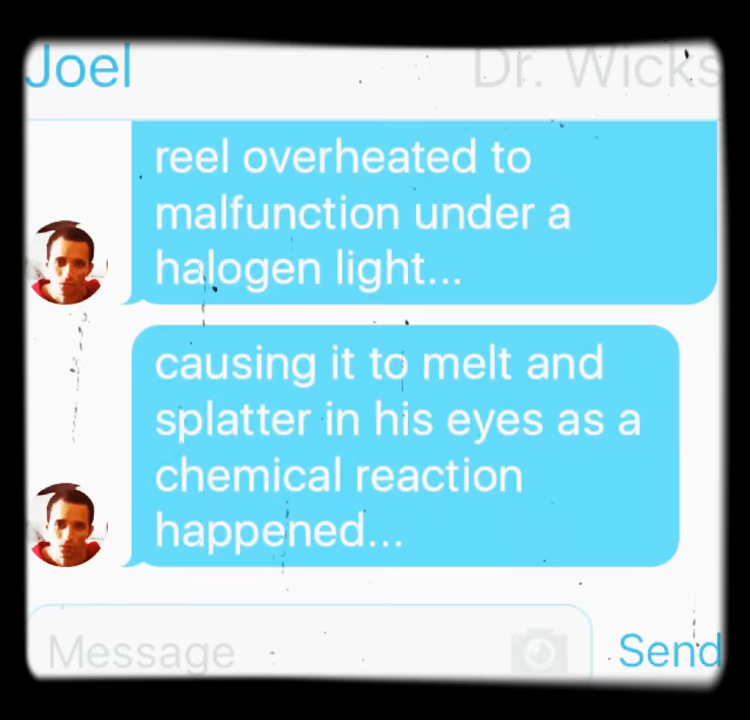 Joel Dr. Wicks
reel overheated to
malfunction under a
halogen light...
causing it to melt and
splatter in his eyes as a
chemical reaction
happened...
Message Send